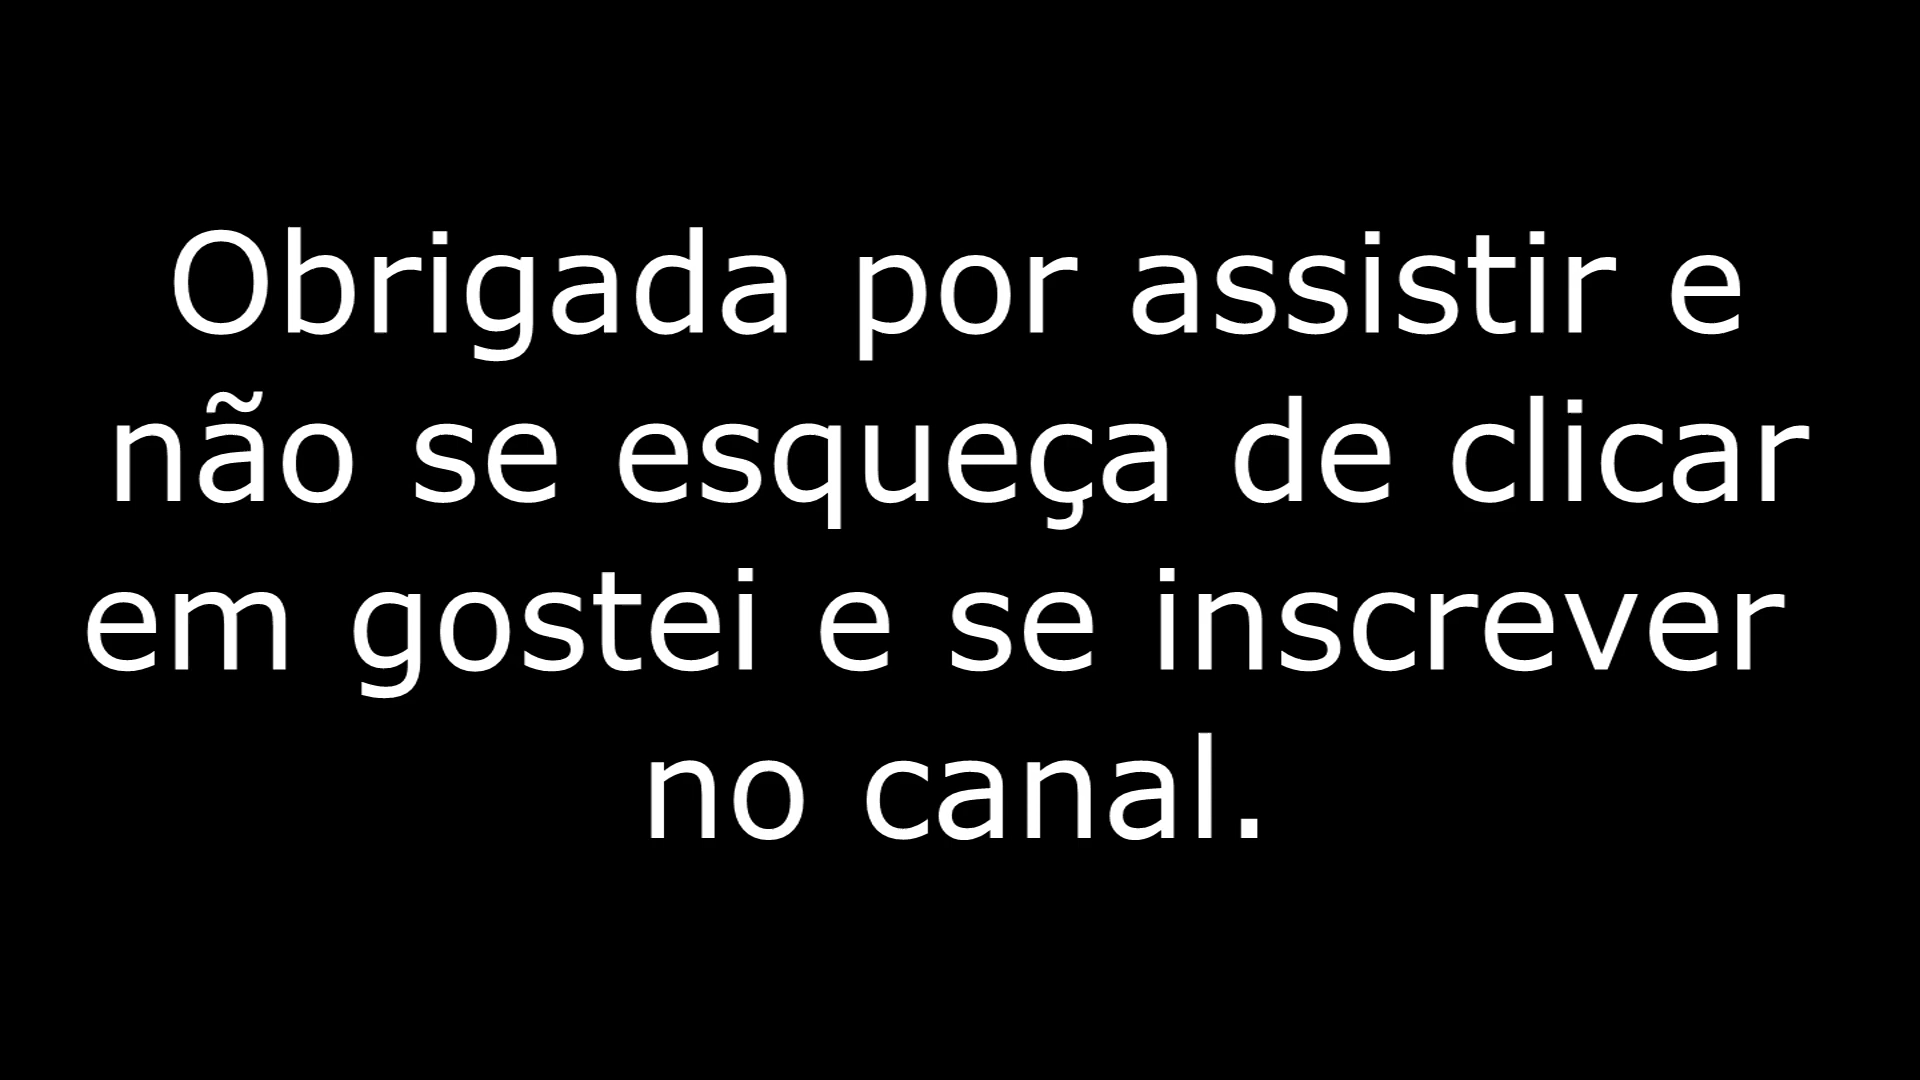 Obrigada por assistir e
não se esqueça de clicar
em gostei e se inscrever
no canal.